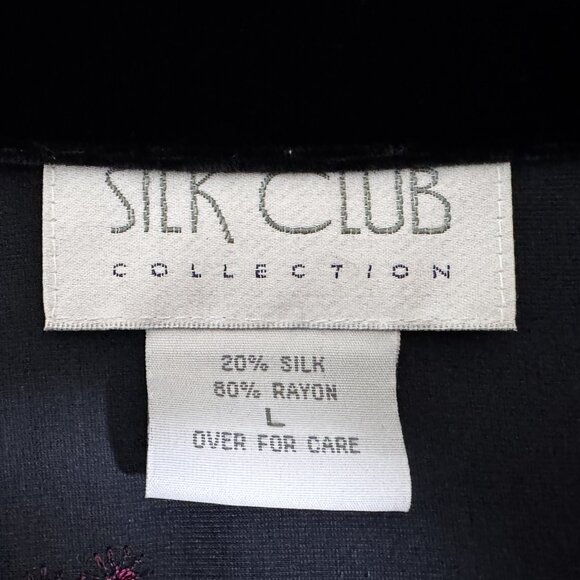 SILK CLUB
COLLECTION
20% SILK
80% RAYON
L
OVER FOR CARE